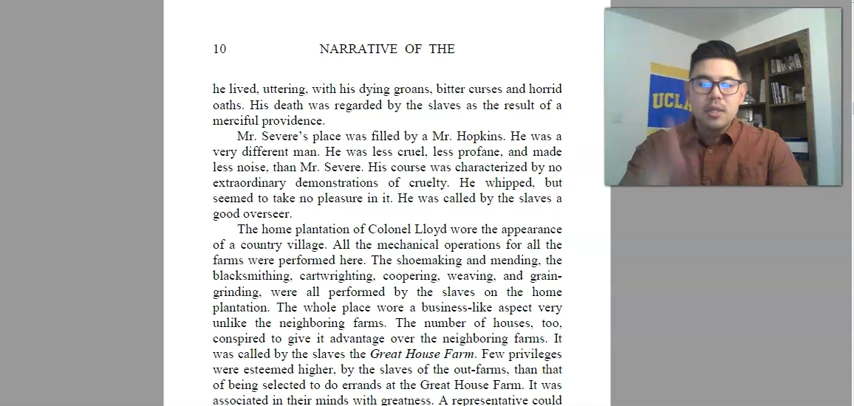 10 NARRATIVE OF THE
he lived, uttering, with his dying groans, bitter curses and horrid
oaths. His death was regarded by the slaves as the result of a
merciful providence.
Mr. Severe's place was filled by a Mr. Hopkins. He was a
very different man. He was less cruel, less profane, and made
less noise, than Mr. Severe. His course was characterized by no
extraordinary demonstrations of cruelty. He whipped, but
seemed to take no pleasure in it. He was called by the slaves a
good overseer.
The home plantation of Colonel Lloyd wore the appearance
of a country village. All the mechanical operations for all the
farms were performed here. The shoemaking and mending, the
blacksmithing, cartwrighting, coopering, weaving, and grain-
grinding, were all performed by the slaves on the home
plantation. The whole place wore a business-like aspect very
unlike the neighboring farms. The number of houses, too,
conspired to give it advantage over the neighboring farms. It
was called by the slaves the Great House Farm. Few privileges
were esteemed higher, by the slaves of the out-farms, than that
of being selected to do errands at the Great House Farm. It was
associated in their minds with greatness. A representative could
UCLA